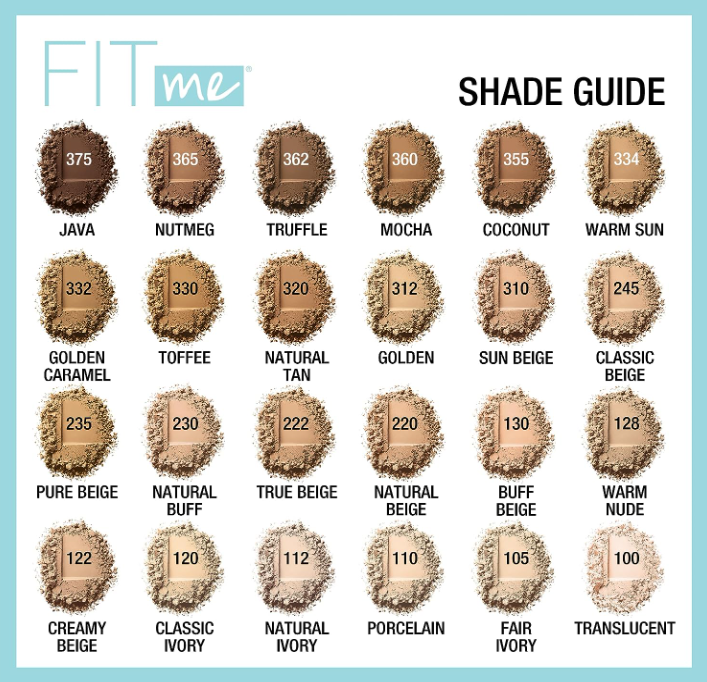 FIT me®
SHADE GUIDE
375 365 362 360 355 334
JAVA NUTMEG TRUFFLE MOCHA COCONUT WARM SUN
332 330 320 312 310 245
GOLDEN TOFFEE NATURAL GOLDEN SUN BEIGE CLASSIC
CARAMEL TAN BEIGE
235 230 222 220 130 128
PURE BEIGE NATURAL TRUE BEIGE NATURAL BUFF WARM
BUFF BEIGE BEIGE NUDE
122 120 112 110 105 100
CREAMY CLASSIC NATURAL PORCELAIN FAIR TRANSLUCENT
BEIGE IVORY IVORY IVORY